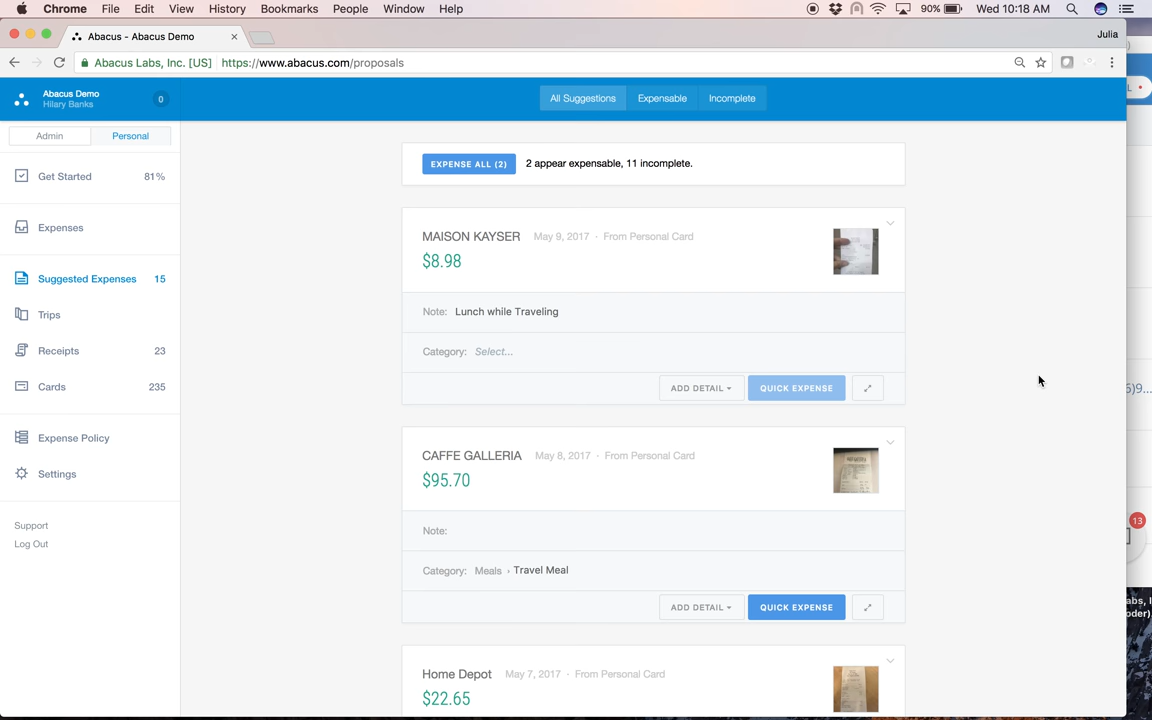 Chrome File Edit View History Bookmarks People Window Help 90% Wed 10:18 AM
Abacus - Abacus Demo Julia
Abacus Labs, Inc. [US] https://www.abacus.com/proposals
Abacus Demo
Hilary Banks
0
All Suggestions Expensable Incomplete
Admin Personal
Get Started 81%
Expenses
Suggested Expenses 15
Trips
Receipts 23
Cards 235
Expense Policy
Settings
Support
Log Out
EXPENSE ALL (2) 2 appear expensable, 11 incomplete.
MAISON KAYSER May 9, 2017 · From Personal Card
$8.98
Note: Lunch while Traveling
Category: Select...
ADD DETAIL QUICK EXPENSE
CAFFE GALLERIA May 8, 2017 · From Personal Card
$95.70
Note:
Category: Meals › Travel Meal
ADD DETAIL QUICK EXPENSE
Home Depot May 7, 2017 · From Personal Card
$22.65
6)9...
13
abs, I
oder)